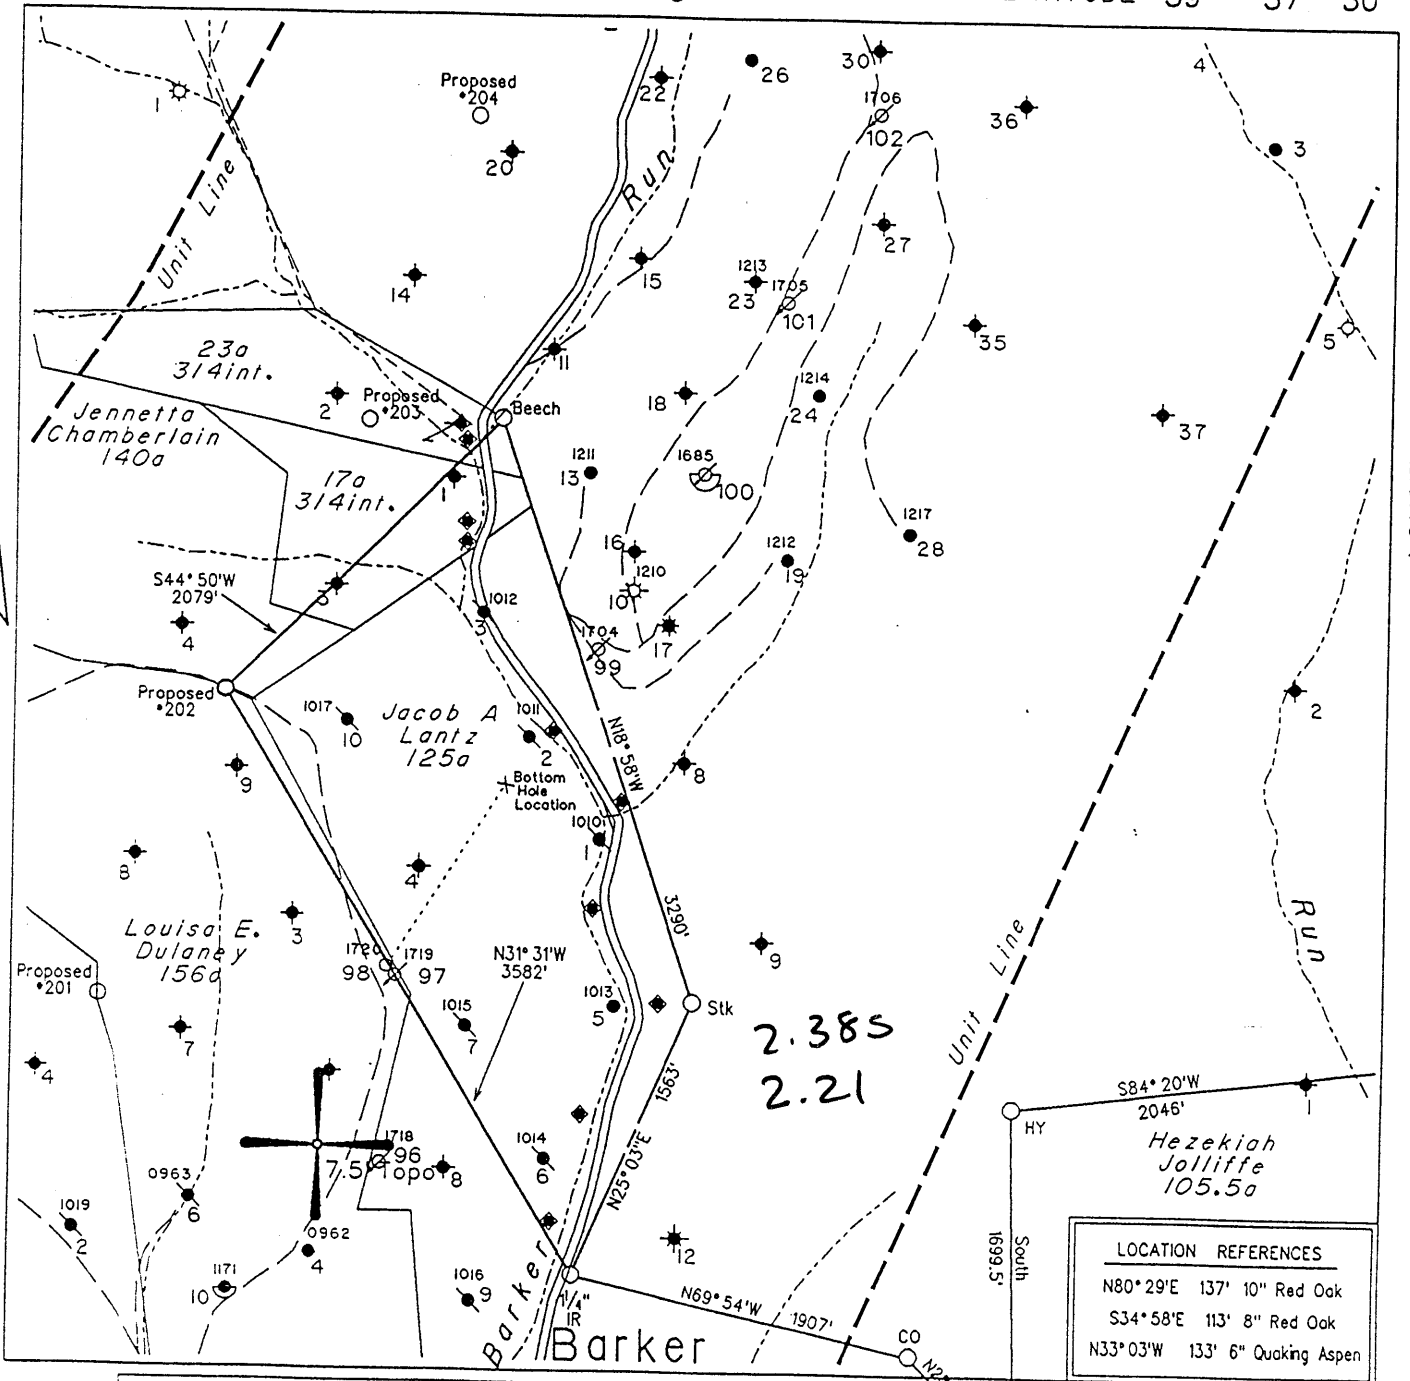 1
Proposed
•204
20
22
26
30
1706
102
36
4
3
Unit Line
Run
14
15
1213
23
1705
101
27
35
5
23a
3/4int.
11
2
Proposed
•203
Beech
18
1214
24
37
Jennetta
Chamberlain
140a
17a
3/4int.
1
1211
13
1685
100
1217
28
16
1210
10
1212
19
S44°50'W
2079'
4
1012
3
1704
99
17
Proposed
•202
1017
10
Jacob A
Lantz
125a
1011
2
N18°58'W
8
2
9
Bottom
Hole
Location
1010
1
8
4
3
Louisa E.
Dulaney
156a
3290'
Run
Proposed
•201
1720
98
1719
97
N31°31'W
3582'
9
Unit Line
1015
7
1013
5
Stk
2.385
2.21
7
4
1563'
S84°20'W
2046'
1
HY
Hezekiah
Jolliffe
105.5a
1718
96
7.5' Topo
8
1014
6
N25°03"E
0963
6
1019
2
0962
4
12
South
1699.5'
1171
10
1016
9
1/4"
IR
N69°54'W
1907'
CO
Barker
Barker
LOCATION REFERENCES
N80°29'E 137' 10" Red Oak
S34°58'E 113' 8" Red Oak
N33°03'W 133' 6" Quaking Aspen